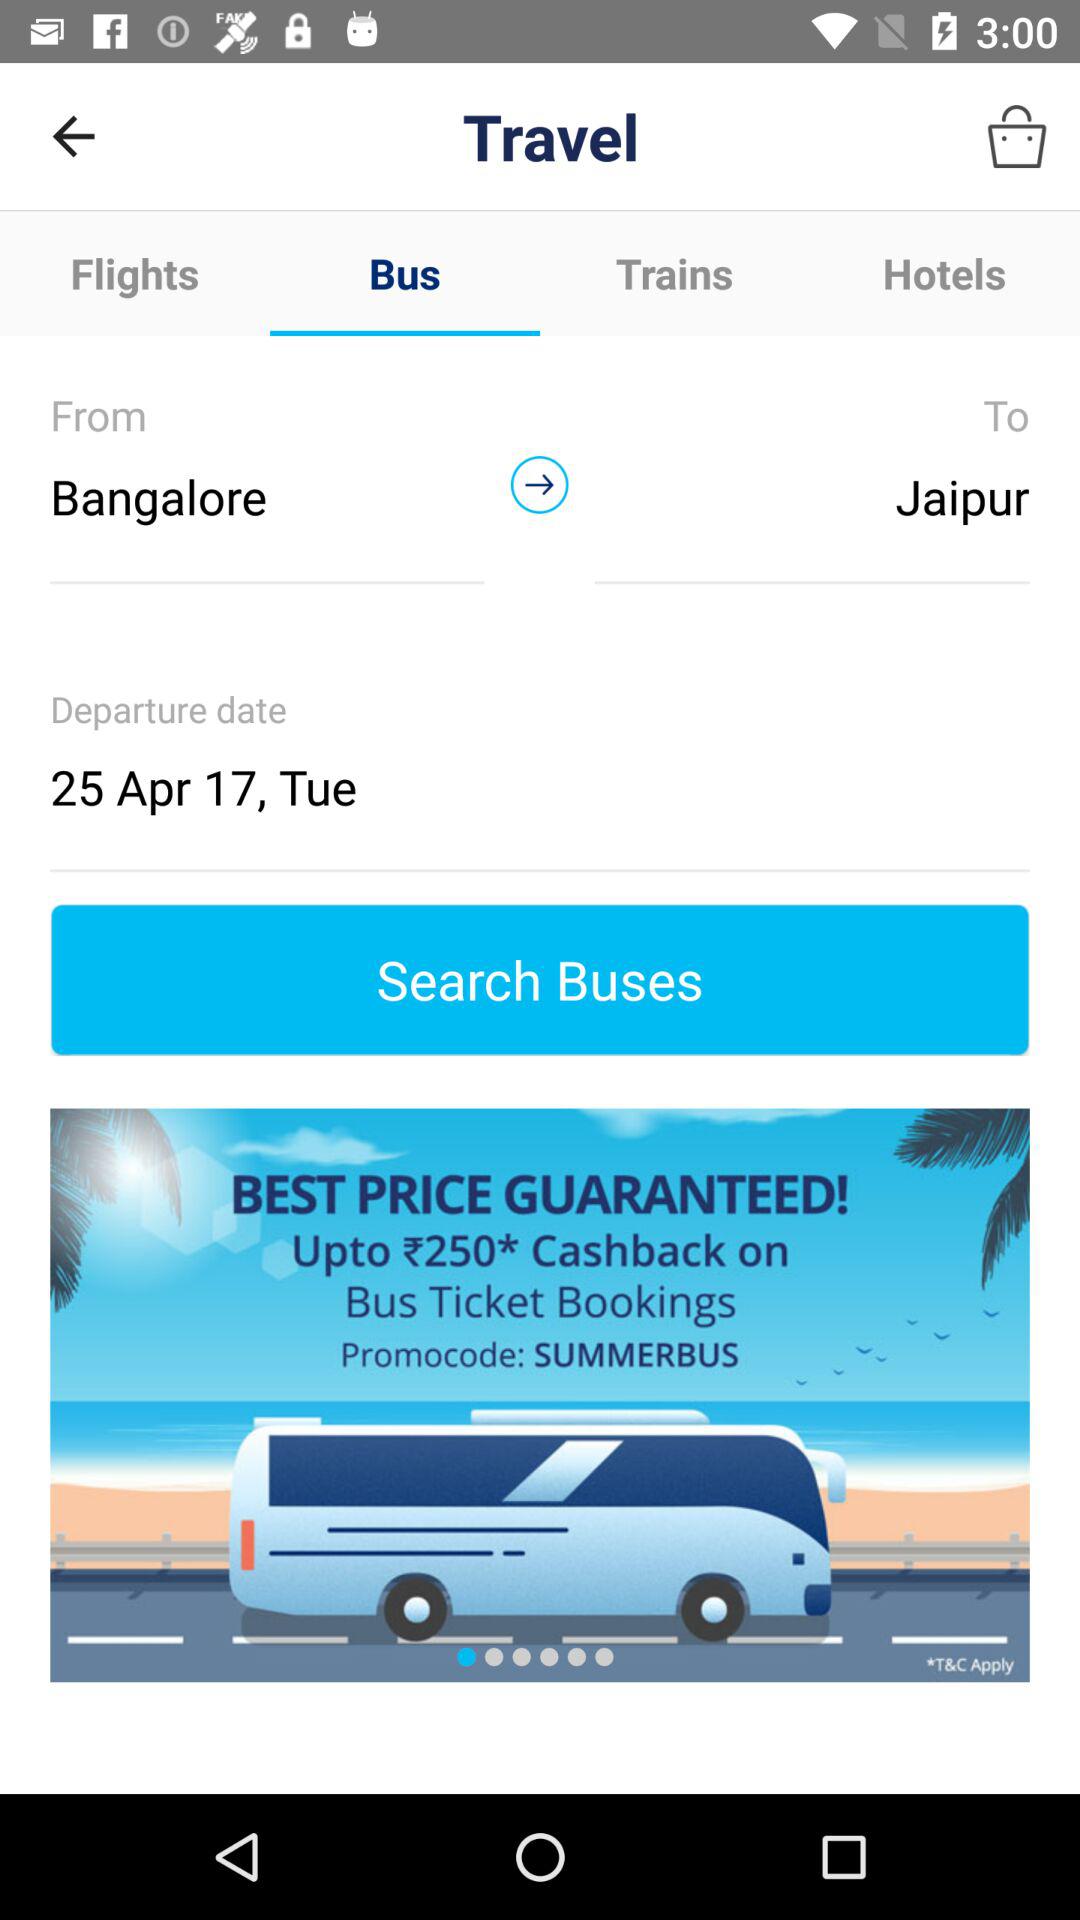 FAKE
3:00
Travel
Flights Bus Trains Hotels
From To
Bangalore Jaipur
Departure date
25 Apr 17, Tue
Search Buses
BEST PRICE GUARANTEED!
Upto ₹250* Cashback on
Bus Ticket Bookings
Promocode: SUMMERBUS
*T&C Apply